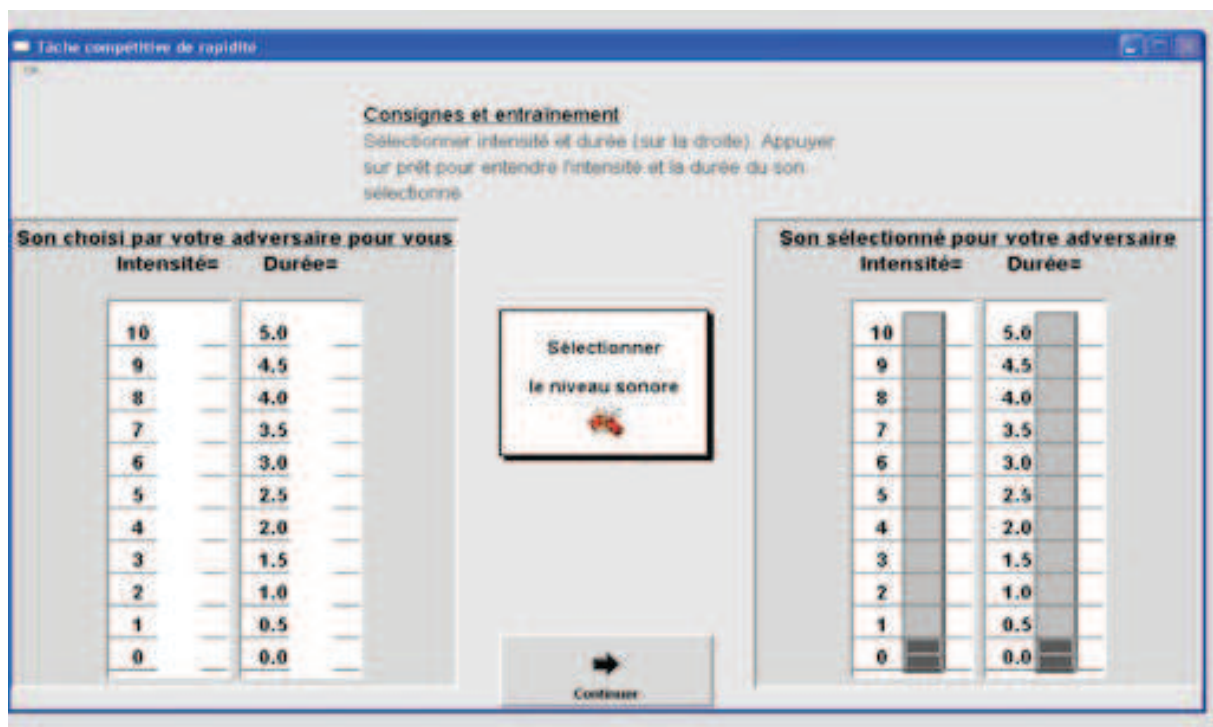 Tâche compétitive de rapidité
Consignes et entraînement
Sélectionner intensité et durée (sur la droite). Appuyer
sur prêt pour entendre l'intensité et la durée du son
sélectionné
Son choisi par votre adversaire pour vous
Intensité= Durée=
10 5.0
9 4.5
8 4.0
7 3.5
6 3.0
5 2.5
4 2.0
3 1.5
2 1.0
1 0.5
0 0.0
Sélectionner
le niveau sonore
Continuer
Son sélectionné pour votre adversaire
Intensité= Durée=
10 5.0
9 4.5
8 4.0
7 3.5
6 3.0
5 2.5
4 2.0
3 1.5
2 1.0
1 0.5
0 0.0